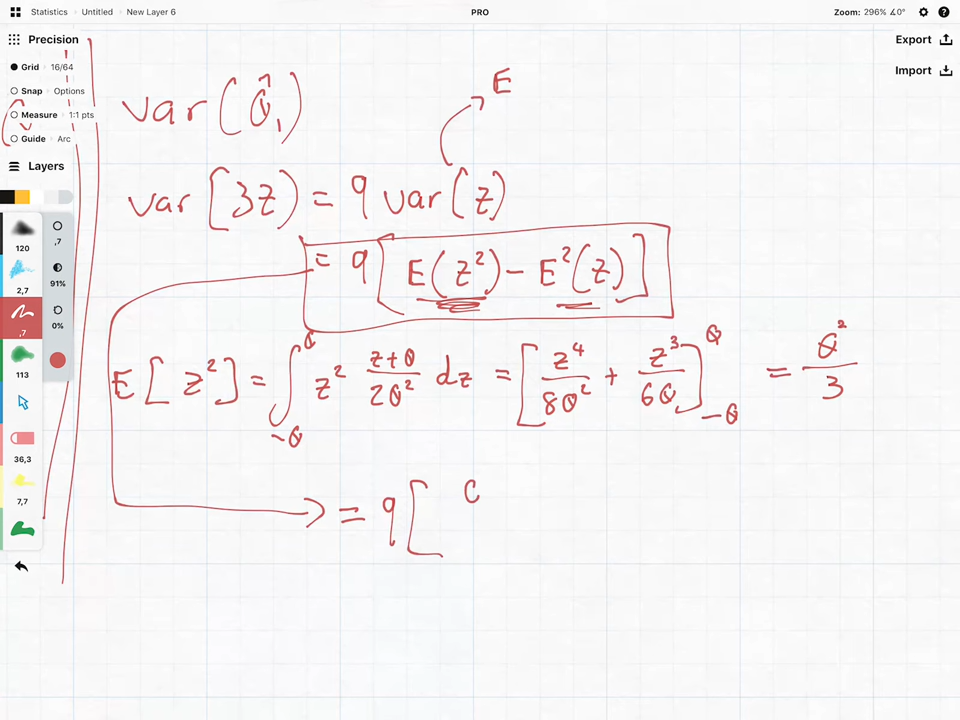 Statistics Untitled New Layer 6 PRO Zoom: 296% ∡0°
Precision
Export
Grid 16/64
Import
Snap Options
Measure 1:1 pts
Guide Arc
Layers
120
2,7
,7
113
36,3
7,7
,7
91%
0%
var(θ̂₁)
E
var[3z) = 9 var(z)
= 9[E(z²) - E²(z)]
E[z²] = ∫_{-θ}^{θ} z² (z+θ)/(2θ²) dz = [z⁴/(8θ²) + z³/(6θ)]_{-θ}^{θ} = θ²/3
= 9[